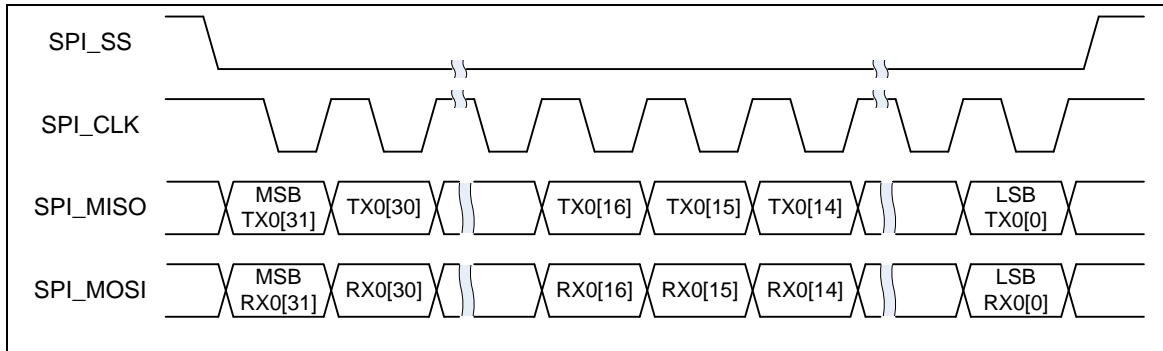 SPI_SS
SPI_CLK
SPI_MISO
MSB
TX0[31]
TX0[30]
TX0[16]
TX0[15]
TX0[14]
LSB
TX0[0]
SPI_MOSI
MSB
RX0[31]
RX0[30]
RX0[16]
RX0[15]
RX0[14]
LSB
RX0[0]